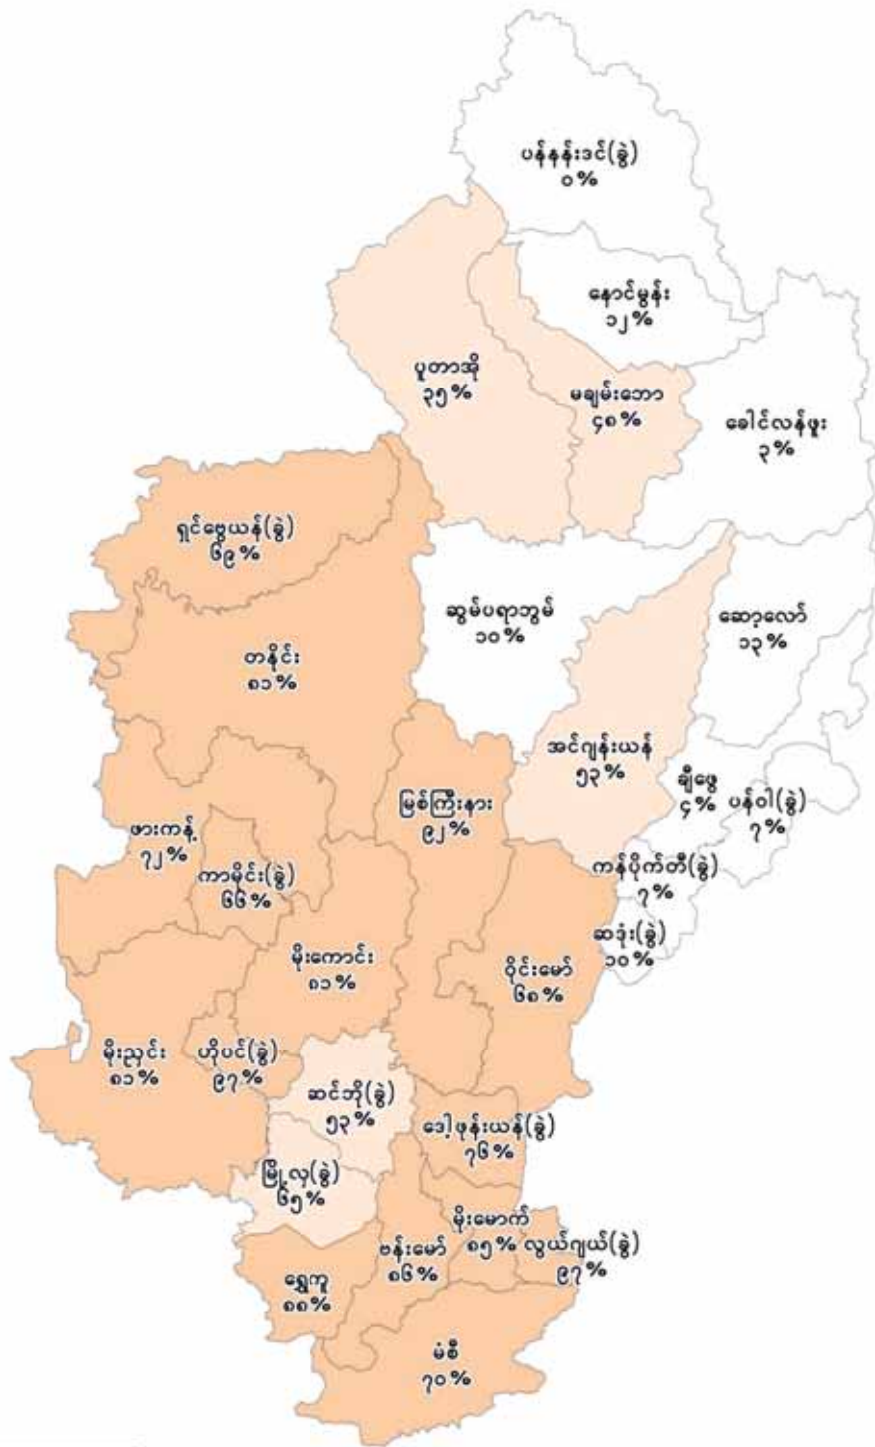 ပန်နန်းဒင်(ခွဲ)
၀%
နောင်မွန်း
၁၂%
ပူတာအို
၃၅%
မချမ်းဘော
၄၈%
ခေါင်လန်ဖူး
၃%
ရှင်ဗွေယန်(ခွဲ)
၆၉%
ဆွမ်ပရာဘွမ်
၁၀%
ဆော့လော်
၁၃%
တနိုင်း
၈၁%
အင်ဂျန်းယန်
၅၃%
ချီဖွေ
၄%
ပန်ဝါ(ခွဲ)
၇%
မြစ်ကြီးနား
၉၂%
ဖားကန့်
၇၂%
ကာမိုင်း(ခွဲ)
၆၆%
ကန်ပိုက်တီ(ခွဲ)
၇%
ဆဒုံး(ခွဲ)
၁၀%
မိုးကောင်း
၈၁%
ဝိုင်းမော်
၆၈%
မိုးညှင်း
၈၁%
ဟိုပင်(ခွဲ)
၉၇%
ဆင်ဘို(ခွဲ)
၅၃%
ဒေါ့ဖုန်းယန်(ခွဲ)
၇၆%
မြို့လှ(ခွဲ)
၆၅%
မိုးမောက်
၈၅%
လွယ်ဂျယ်(ခွဲ)
၉၇%
ဗန်းမော်
၈၆%
ရွှေကူ
၈၈%
မံစီ
၇၀%